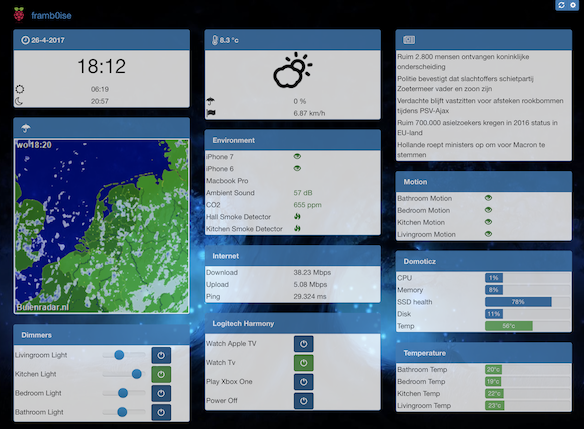 framb0ise
26-4-2017
18:12
06:19
20:57
wo 18:20
Buienradar.nl
Dimmers
Livingroom Light
Kitchen Light
Bedroom Light
Bathroom Light
8.3 °c
0 %
6.87 km/h
Environment
iPhone 7
iPhone 6
Macbook Pro
Ambient Sound 57 dB
CO2 655 ppm
Hall Smoke Detector
Kitchen Smoke Detector
Internet
Download 38.23 Mbps
Upload 5.08 Mbps
Ping 29.324 ms
Logitech Harmony
Watch Apple TV
Watch Tv
Play Xbox One
Power Off
Ruim 2.800 mensen ontvangen koninklijke
onderscheiding
Politie bevestigt dat slachtoffers schietpartij
Zoetermeer vader en zoon zijn
Verdachte blijft vastzitten voor afsteken rookbommen
tijdens PSV-Ajax
Ruim 700.000 asielzoekers kregen in 2016 status in
EU-land
Hollande roept ministers op om voor Macron te
stemmen
Motion
Bathroom Motion
Bedroom Motion
Kitchen Motion
Livingroom Motion
Domoticz
CPU 1%
Memory 8%
SSD health 78%
Disk 11%
Temp 56°c
Temperature
Bathroom Temp 20°c
Bedroom Temp 19°c
Kitchen Temp 22°c
Livingroom Temp 23°c